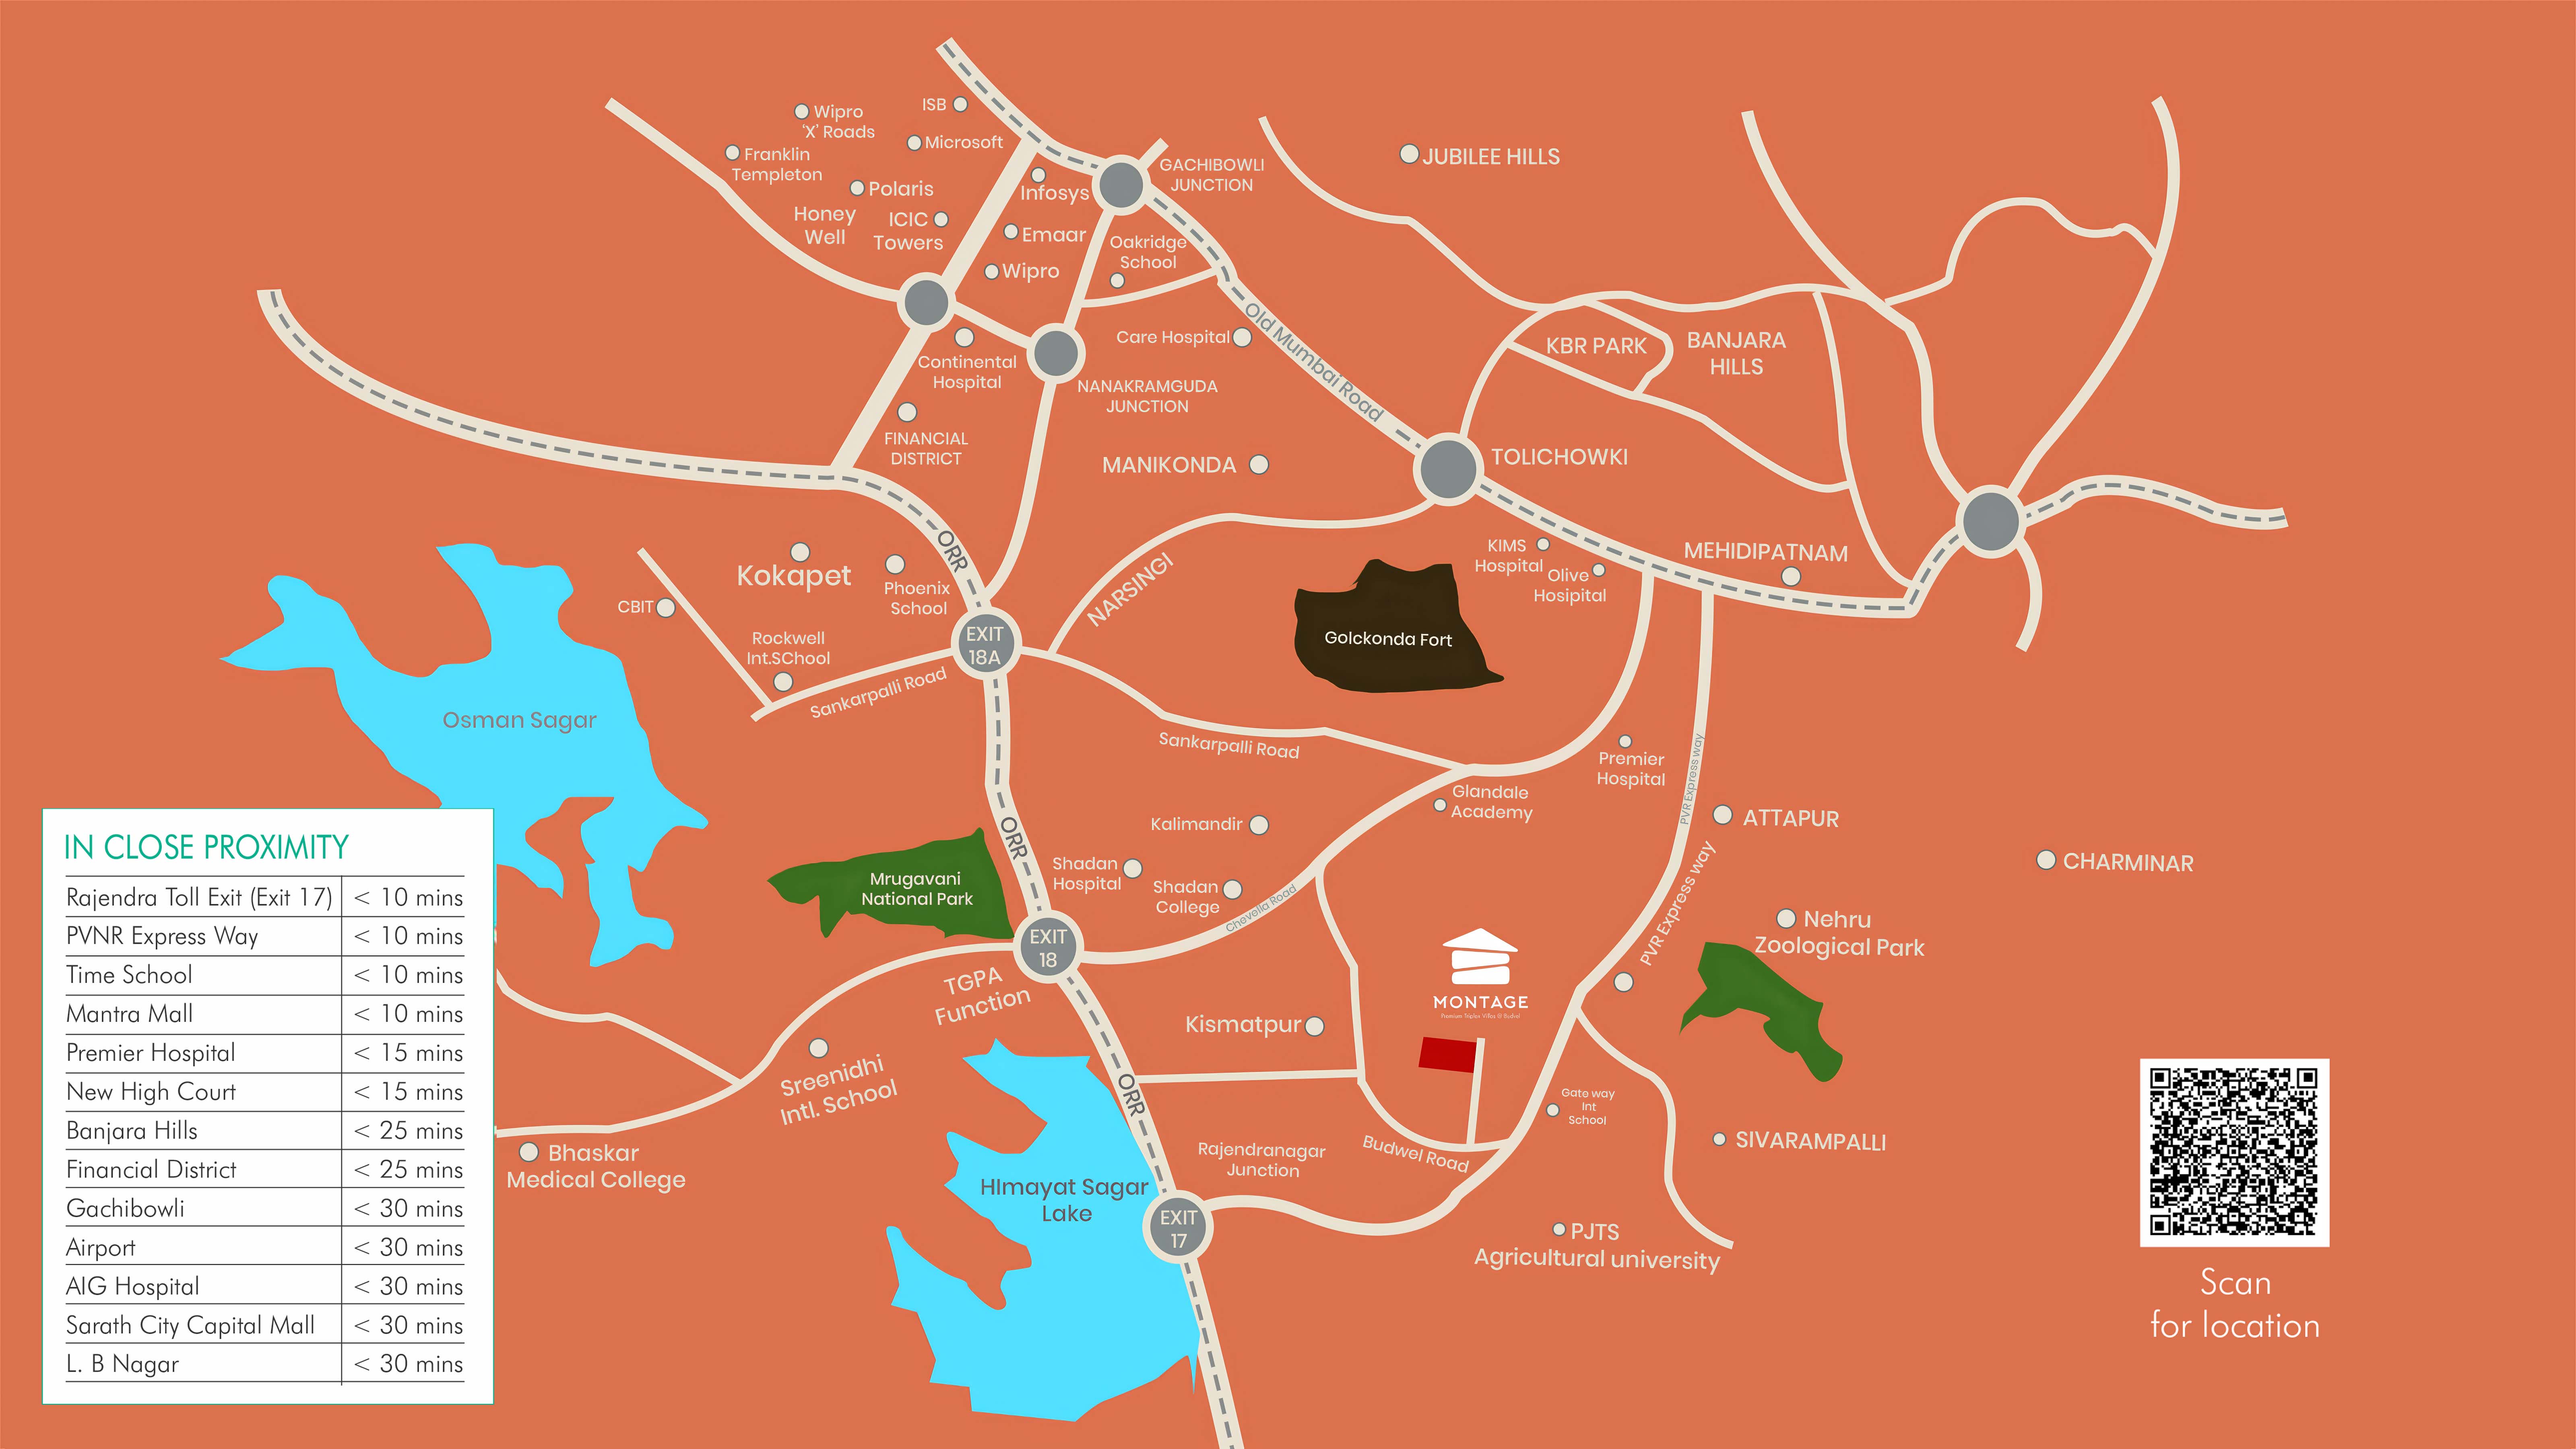 ISB
Wipro
'X' Roads
Microsoft
Franklin
Templeton
GACHIBOWLI
JUNCTION
JUBILEE HILLS
Polaris
Infosys
Honey
Well
ICIC
Towers
Emaar
Oakridge
School
Wipro
Old Mumbai Road
Care Hospital
KBR PARK
BANJARA
HILLS
Continental
Hospital
NANAKRAMGUDA
JUNCTION
FINANCIAL
DISTRICT
MANIKONDA
TOLICHOWKI
ORR
Kokapet
Phoenix
School
NARSINGI
KIMS
Hospital
Olive
Hosipital
MEHIDIPATNAM
CBIT
Rockwell
Int.SChool
EXIT
18A
Golckonda Fort
Sankarpalli Road
Osman Sagar
Sankarpalli Road
Premier
Hospital
PVR Express way
Glandale
Academy
ATTAPUR
Kalimandir
ORR
CHARMINAR
Shadan
Hospital
Shadan
College
Chevella Road
Mrugavani
National Park
PVR Express way
Nehru
Zoological Park
EXIT
18
TGPA
Function
MONTAGE
Premium Triplex Villas @ Budvel
Kismatpur
Sreenidhi
Intl. School
ORR
Gate way
Int
School
Budwel Road
Rajendranagar
Junction
SIVARAMPALLI
Bhaskar
Medical College
HImayat Sagar
Lake
EXIT
17
PJTS
Agricultural university
IN CLOSE PROXIMITY
Rajendra Toll Exit (Exit 17) < 10 mins
PVNR Express Way < 10 mins
Time School < 10 mins
Mantra Mall < 10 mins
Premier Hospital < 15 mins
New High Court < 15 mins
Banjara Hills < 25 mins
Financial District < 25 mins
Gachibowli < 30 mins
Airport < 30 mins
AIG Hospital < 30 mins
Sarath City Capital Mall < 30 mins
L. B Nagar < 30 mins
Scan
for location